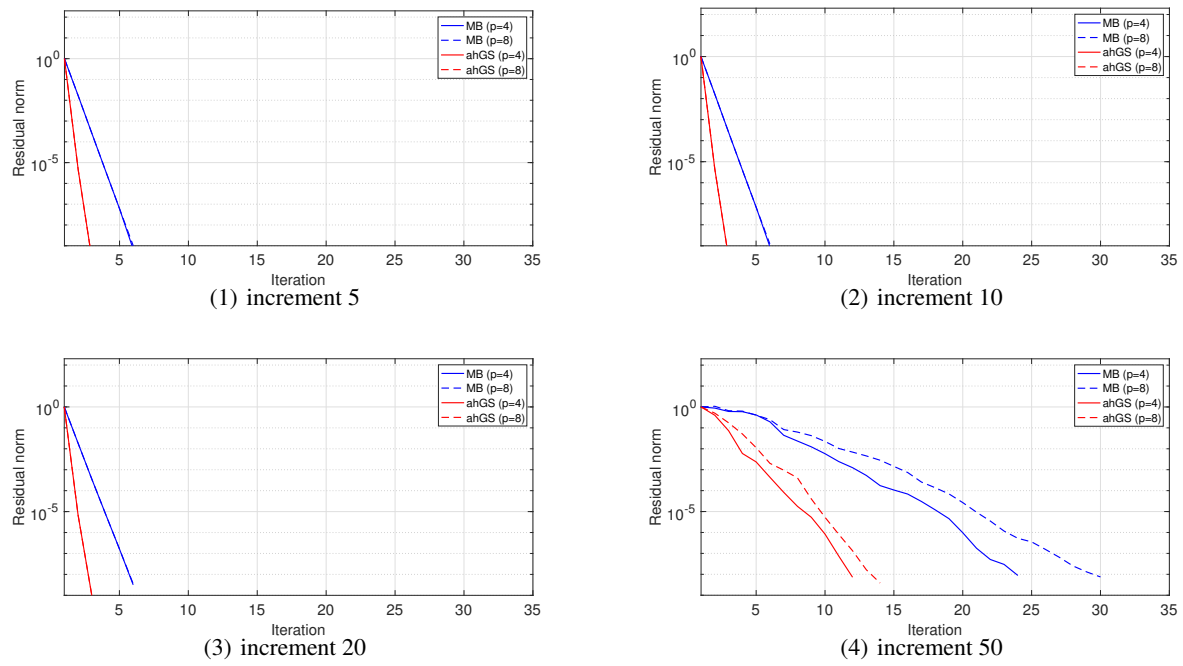 MB (p=4)
MB (p=8)
ahGS (p=4)
ahGS (p=8)
10^0
10^-5
Residual norm
5 10 15 20 25 30 35
Iteration
(1) increment 5
MB (p=4)
MB (p=8)
ahGS (p=4)
ahGS (p=8)
10^0
10^-5
Residual norm
5 10 15 20 25 30 35
Iteration
(2) increment 10
MB (p=4)
MB (p=8)
ahGS (p=4)
ahGS (p=8)
10^0
10^-5
Residual norm
5 10 15 20 25 30 35
Iteration
(3) increment 20
MB (p=4)
MB (p=8)
ahGS (p=4)
ahGS (p=8)
10^0
10^-5
Residual norm
5 10 15 20 25 30 35
Iteration
(4) increment 50